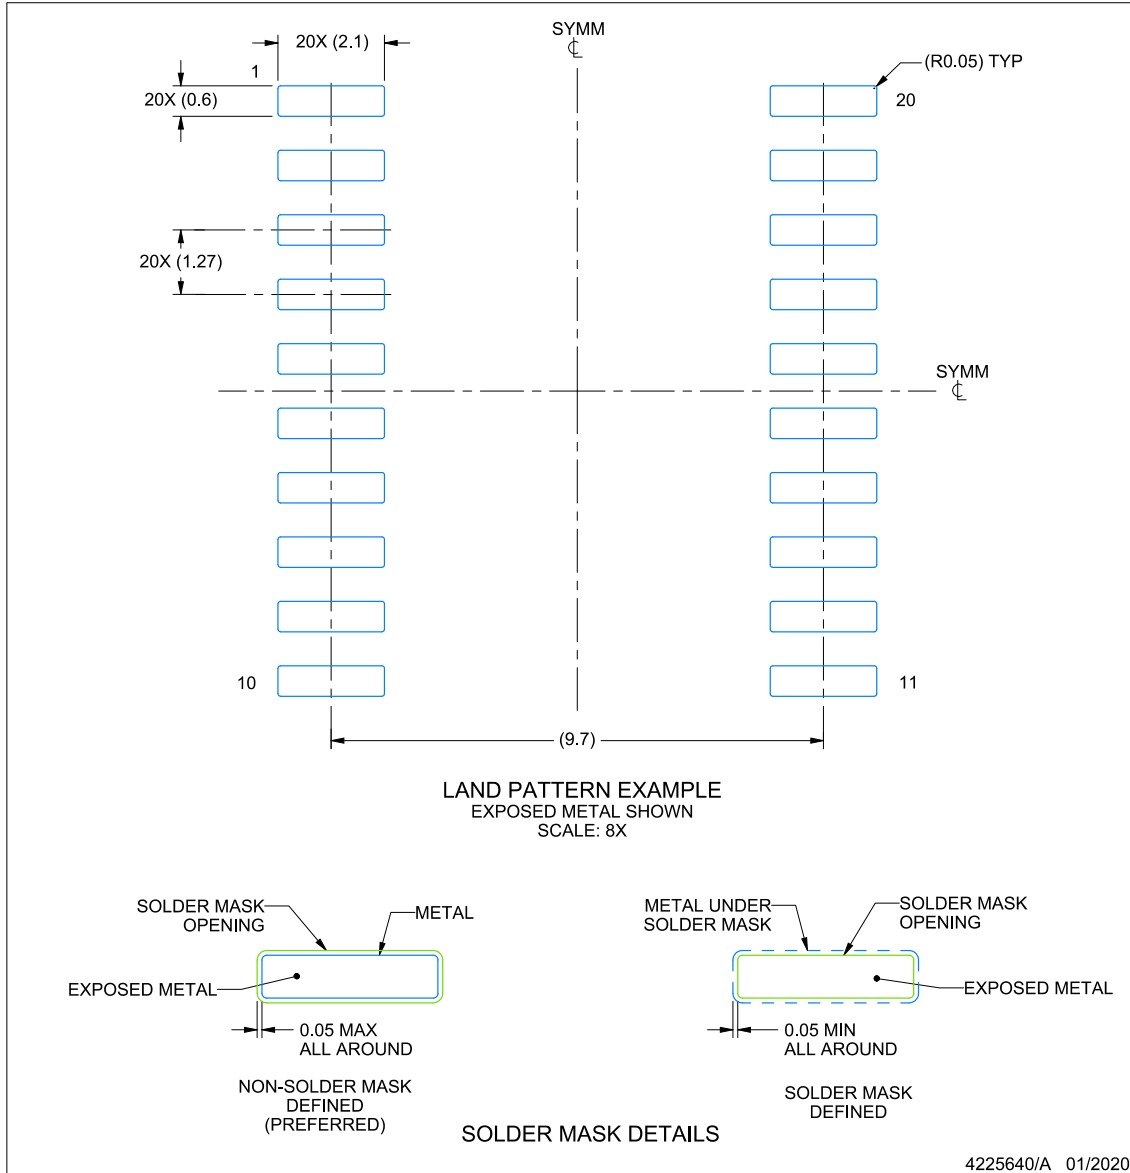 SYMM
℄
20X (2.1)
(R0.05) TYP
1
20X (0.6)
20
20X (1.27)
SYMM
℄
10
11
(9.7)
LAND PATTERN EXAMPLE
EXPOSED METAL SHOWN
SCALE: 8X
SOLDER MASK
OPENING
METAL
EXPOSED METAL
0.05 MAX
ALL AROUND
NON-SOLDER MASK
DEFINED
(PREFERRED)
METAL UNDER
SOLDER MASK
SOLDER MASK
OPENING
EXPOSED METAL
0.05 MIN
ALL AROUND
SOLDER MASK
DEFINED
SOLDER MASK DETAILS
4225640/A 01/2020